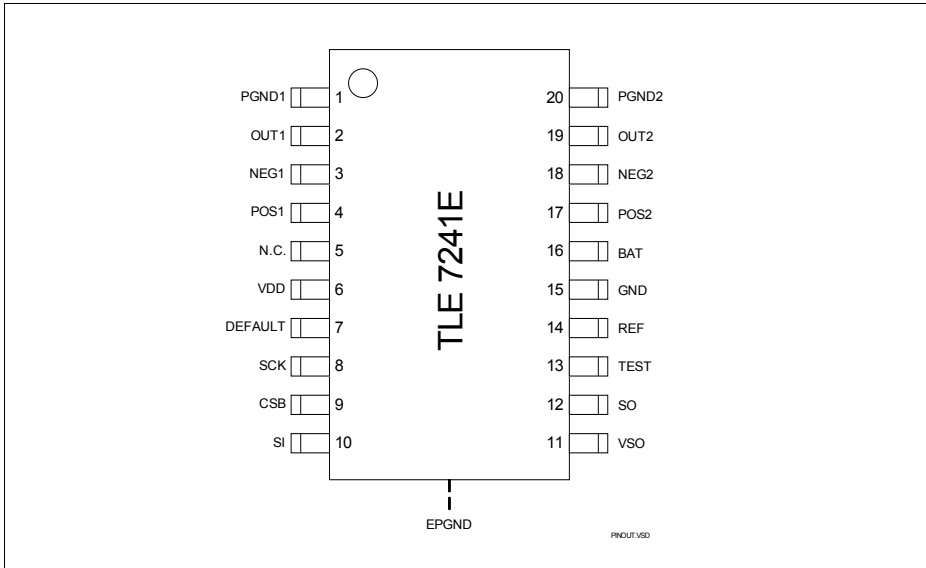 PGND1 1 20 PGND2
OUT1 2 19 OUT2
NEG1 3 18 NEG2
POS1 4 17 POS2
N.C. 5 16 BAT
VDD 6 15 GND
DEFAULT 7 14 REF
SCK 8 13 TEST
CSB 9 12 SO
SI 10 11 VSO
TLE 7241E
EPGND
PINOUT.VSD